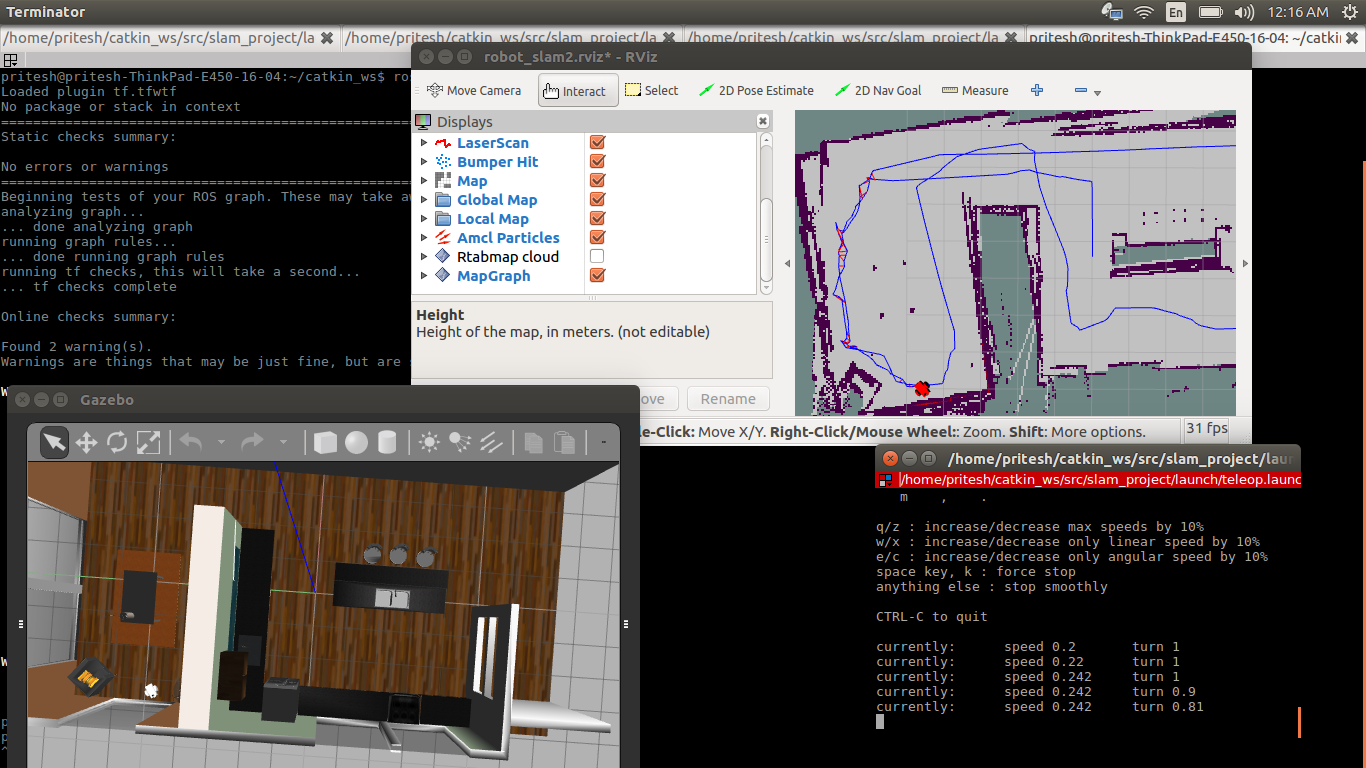 Terminator
En
12:16 AM
/home/pritesh/catkin_ws/src/slam_project/la
/home/pritesh/catkin_ws/src/slam_project/la
/home/pritesh/catkin_ws/src/slam_project/la
pritesh@pritesh-ThinkPad-E450-16-04: ~/catkin
pritesh@pritesh-ThinkPad-E450-16-04:~/catkin_ws$ ros
Loaded plugin tf.tfwtf
No package or stack in context
Static checks summary:
No errors or warnings
Beginning tests of your ROS graph. These may take aw
analyzing graph...
... done analyzing graph
running graph rules...
... done running graph rules
running tf checks, this will take a second...
... tf checks complete
Online checks summary:
Found 2 warning(s).
Warnings are things that may be just fine, but are
robot_slam2.rviz* - RViz
Move Camera
Interact
Select
2D Pose Estimate
2D Nav Goal
Measure
Displays
LaserScan
Bumper Hit
Map
Global Map
Local Map
Amcl Particles
Rtabmap cloud
MapGraph
Height
Height of the map, in meters. (not editable)
ove
Rename
le-Click: Move X/Y. Right-Click/Mouse Wheel:: Zoom. Shift: More options.
31 fps
Gazebo
/home/pritesh/catkin_ws/src/slam_project/laun
/home/pritesh/catkin_ws/src/slam_project/launch/teleop.launc
m , .
q/z : increase/decrease max speeds by 10%
w/x : increase/decrease only linear speed by 10%
e/c : increase/decrease only angular speed by 10%
space key, k : force stop
anything else : stop smoothly
CTRL-C to quit
currently: speed 0.2 turn 1
currently: speed 0.22 turn 1
currently: speed 0.242 turn 1
currently: speed 0.242 turn 0.9
currently: speed 0.242 turn 0.81